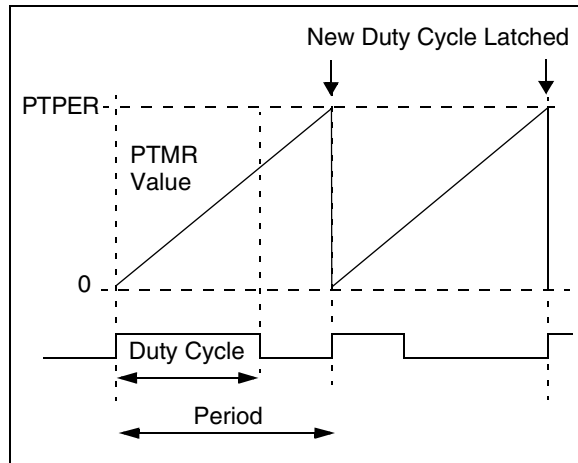 New Duty Cycle Latched
PTPER
PTMR
Value
0
Duty Cycle
Period